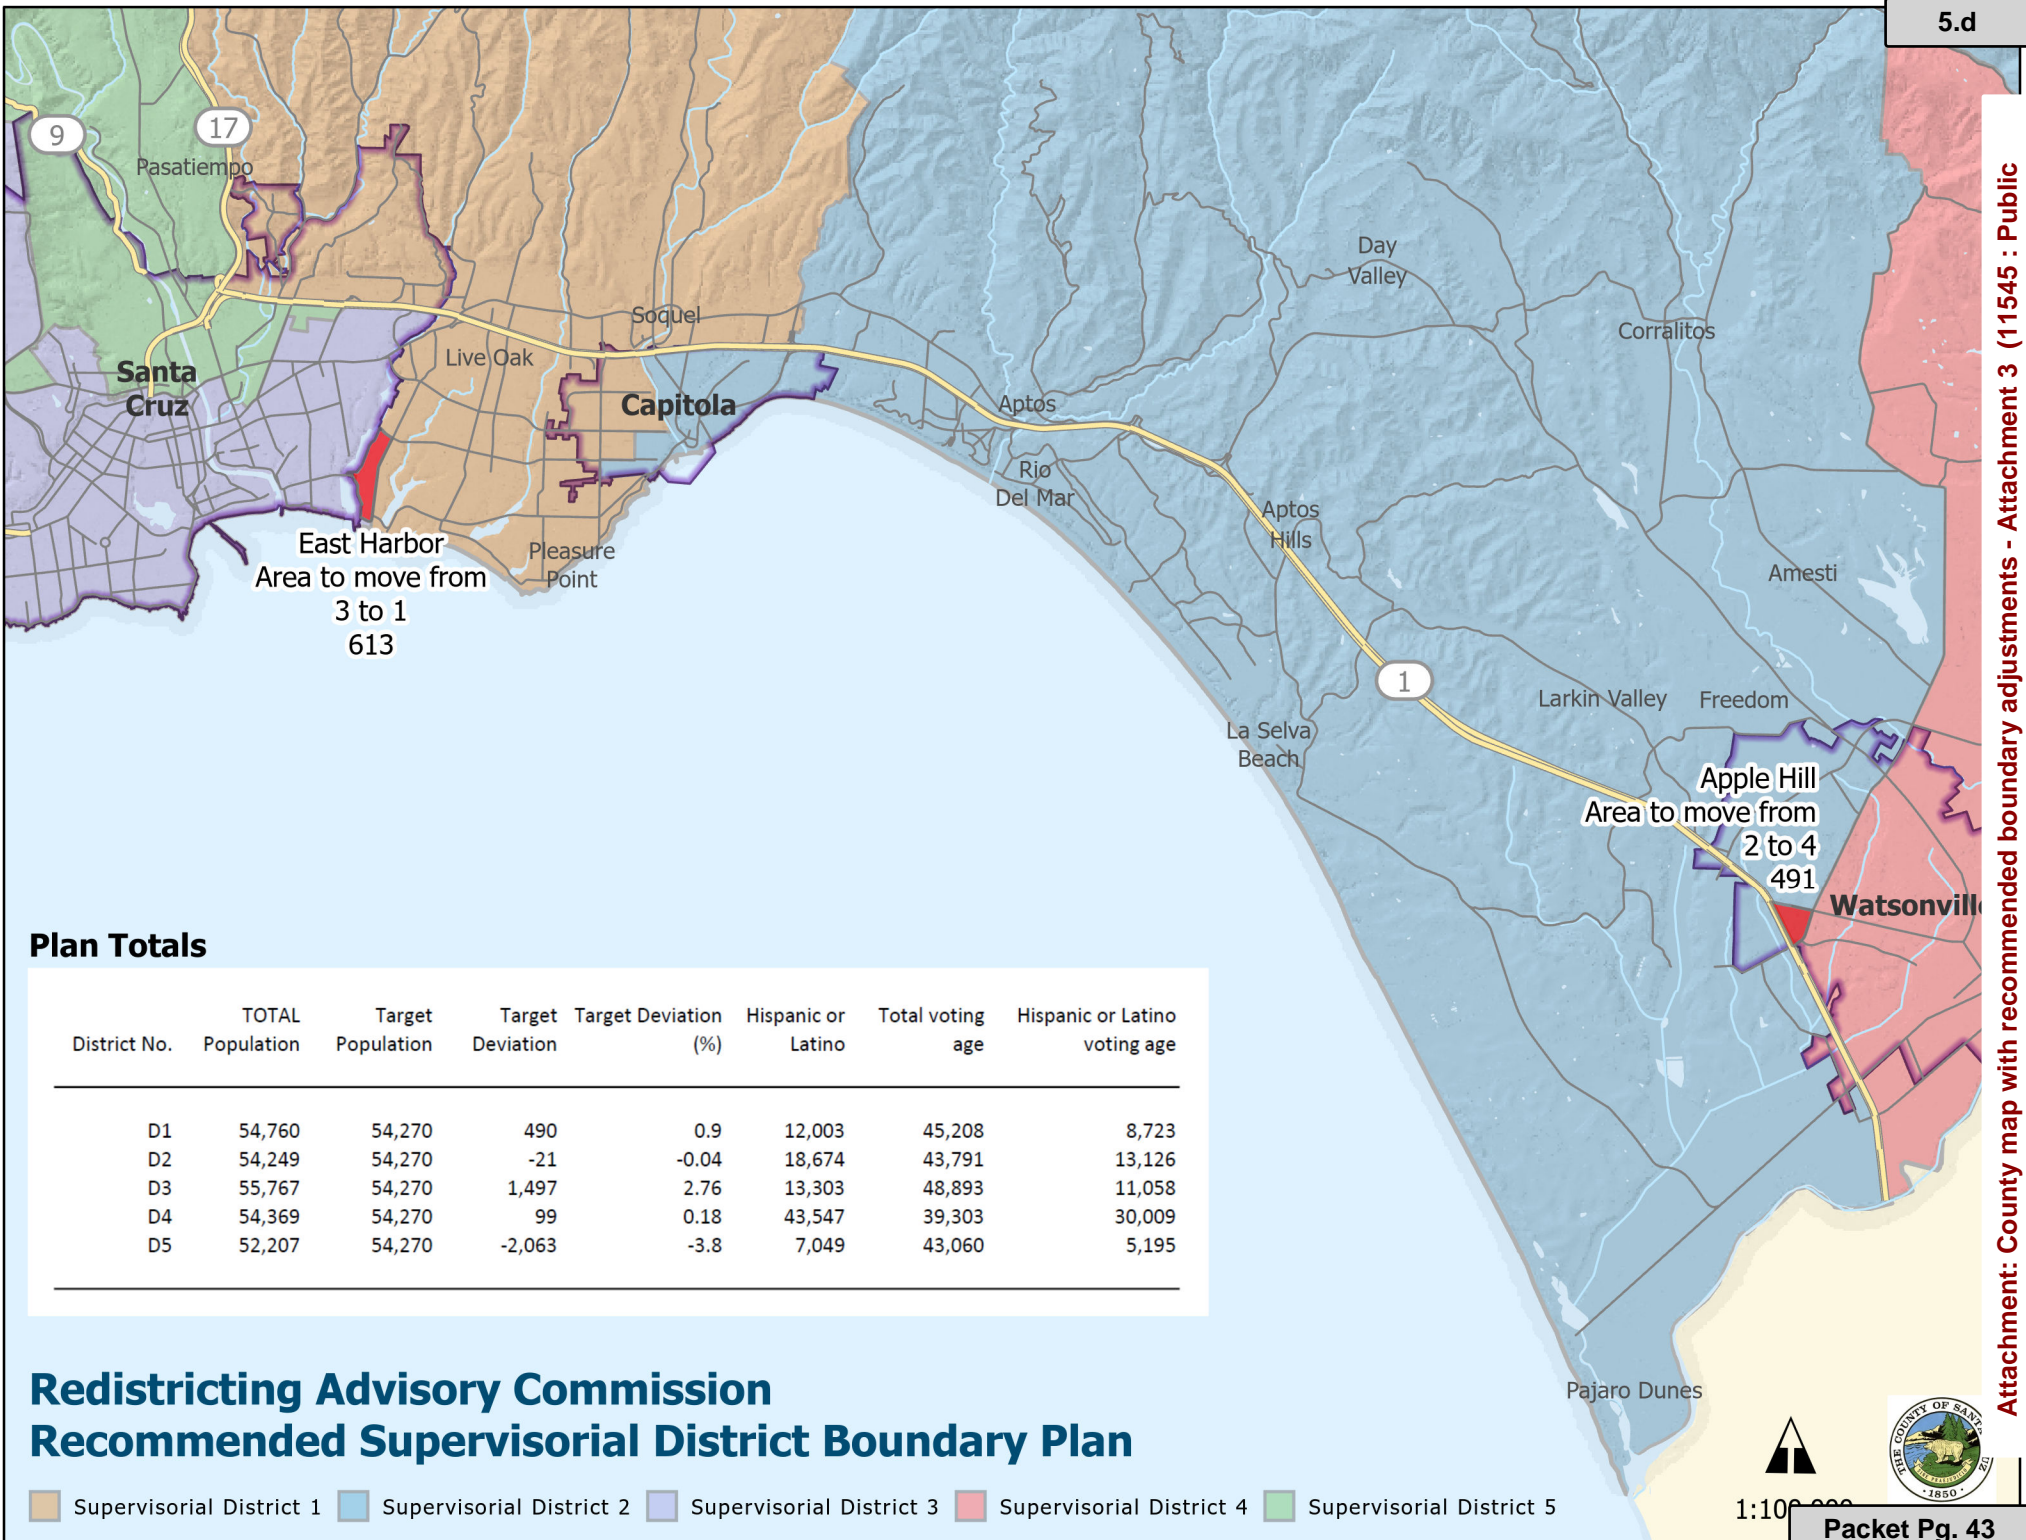 5.d
9
17
Pasatiempo
Day
Valley
Soquel
Corralitos
Live Oak
Santa
Cruz
Capitola
Aptos
Rio
Del Mar
Aptos
Hills
East Harbor
Area to move from
3 to 1
613
Pleasure
Point
Amesti
1
Larkin Valley
Freedom
La Selva
Beach
Apple Hill
Area to move from
2 to 4
491
Watsonville
Plan Totals
District No. TOTAL Population Target Population Target Deviation Target Deviation (%) Hispanic or Latino Total voting age Hispanic or Latino voting age
D1 54,760 54,270 490 0.9 12,003 45,208 8,723
D2 54,249 54,270 -21 -0.04 18,674 43,791 13,126
D3 55,767 54,270 1,497 2.76 13,303 48,893 11,058
D4 54,369 54,270 99 0.18 43,547 39,303 30,009
D5 52,207 54,270 -2,063 -3.8 7,049 43,060 5,195
Pajaro Dunes
Redistricting Advisory Commission
Recommended Supervisorial District Boundary Plan
Supervisorial District 1
Supervisorial District 2
Supervisorial District 3
Supervisorial District 4
Supervisorial District 5
THE COUNTY OF SANT
1850
1:100,000
Packet Pg. 43
Attachment: County map with recommended boundary adjustments - Attachment 3 (11545 : Public